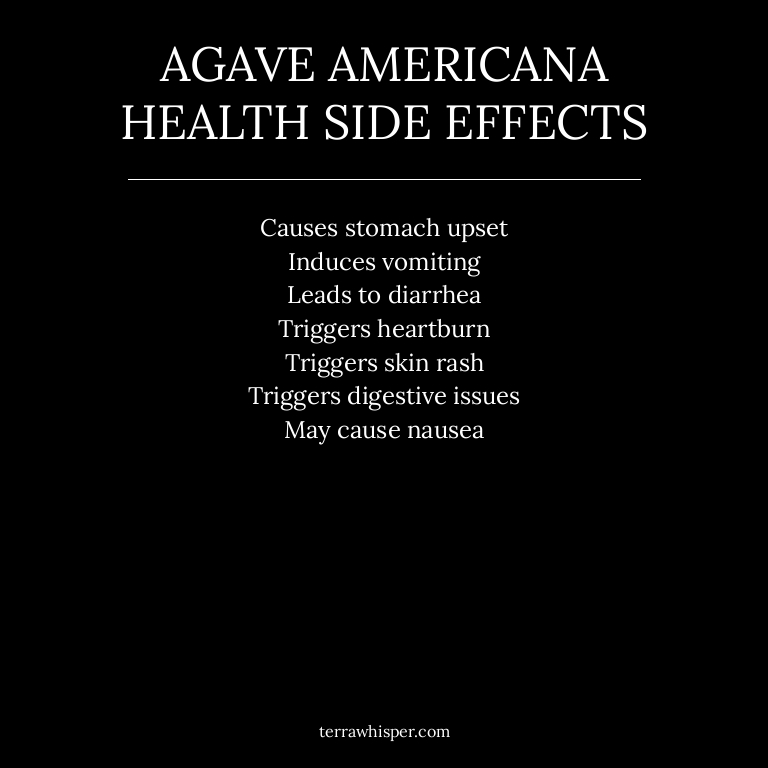 AGAVE AMERICANA
HEALTH SIDE EFFECTS
Causes stomach upset
Induces vomiting
Leads to diarrhea
Triggers heartburn
Triggers skin rash
Triggers digestive issues
May cause nausea
terrawhisper.com